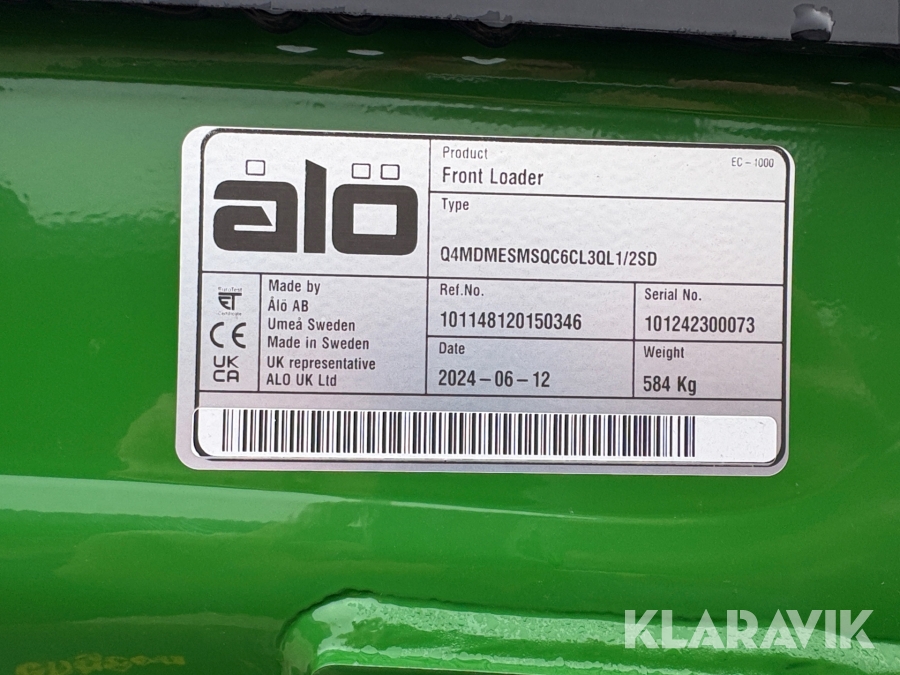 älö
Product
EC - 1000
Front Loader
Type
Q4MDMESMSQC6CL3QL1/2SD
Made by
Ålö AB
Umeå Sweden
Made in Sweden
UK representative
ALO UK Ltd
CE
UK
CA
Ref.No.
101148120150346
Serial No.
101242300073
Date
2024-06-12
Weight
584 Kg
KLARAVIK